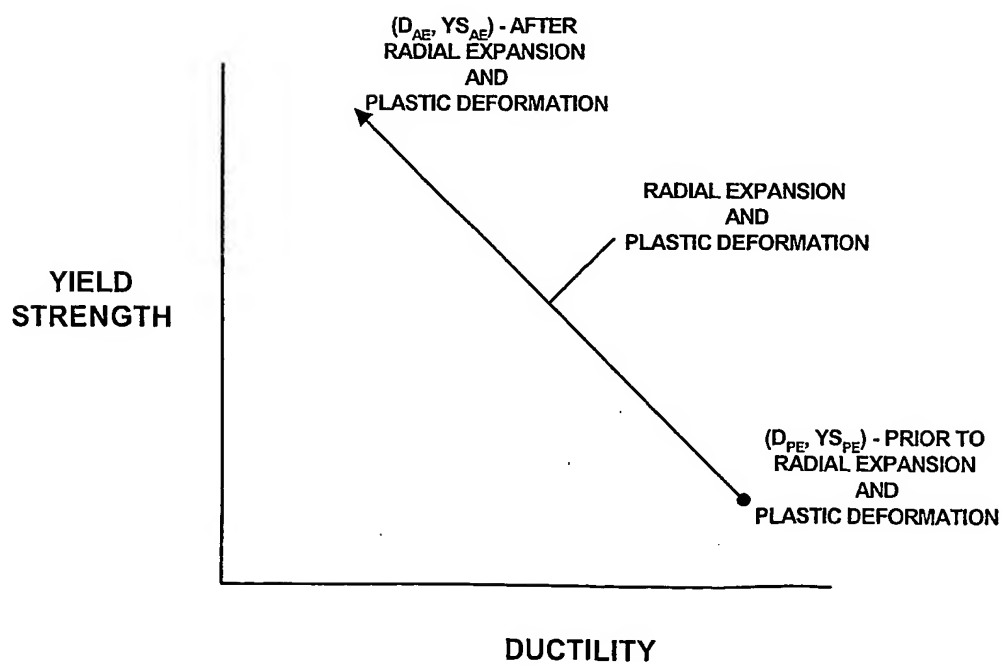 (D_AE, YS_AE) - AFTER
RADIAL EXPANSION
AND
PLASTIC DEFORMATION
RADIAL EXPANSION
AND
PLASTIC DEFORMATION
YIELD
STRENGTH
(D_PE, YS_PE) - PRIOR TO
RADIAL EXPANSION
AND
PLASTIC DEFORMATION
DUCTILITY